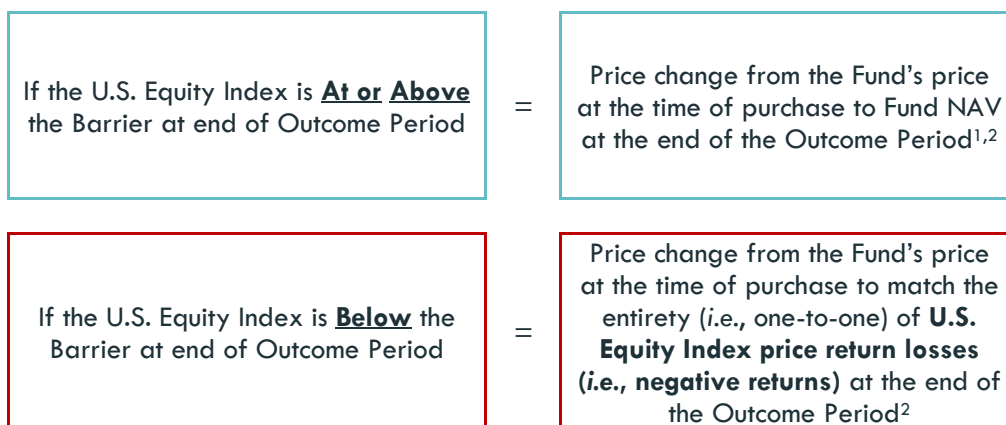 If the U.S. Equity Index is At or Above
the Barrier at end of Outcome Period
=
Price change from the Fund's price
at the time of purchase to Fund NAV
at the end of the Outcome Period1,2
If the U.S. Equity Index is Below the
Barrier at end of Outcome Period
=
Price change from the Fund's price
at the time of purchase to match the
entirety (i.e., one-to-one) of U.S.
Equity Index price return losses
(i.e., negative returns) at the end of
the Outcome Period2